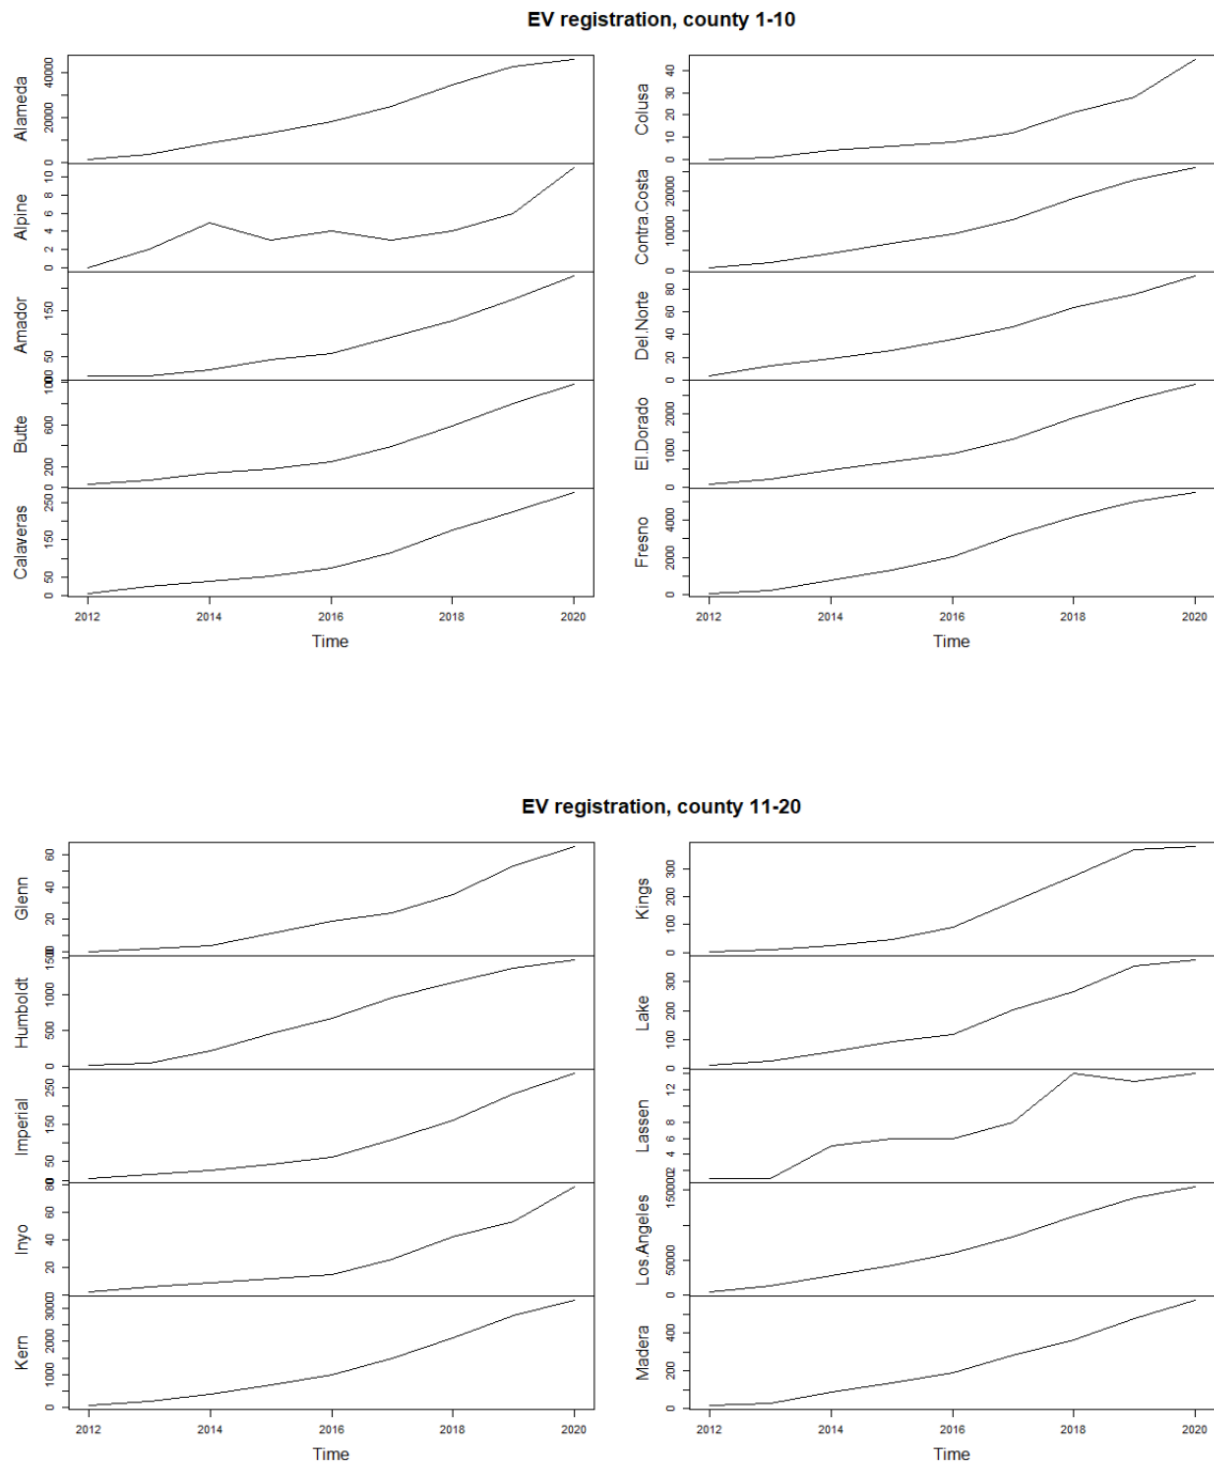 EV registration, county 1-10
Alameda
0 20000 40000
Alpine
0 2 4 6 8 10
Amador
50 150
Butte
200 600
Calaveras
0 50 150 250
2012 2014 2016 2018 2020
Time
Colusa
0 10 20 30 40
Contra.Costa
0 10000 20000
Del.Norte
0 20 40 60 80
El.Dorado
0 1000 2000
Fresno
0 2000 4000
2012 2014 2016 2018 2020
Time
EV registration, county 11-20
Glenn
20 40 60
Humboldt
0 500 1000
Imperial
50 150 250
Inyo
20 40 60 80
Kern
0 1000 2000 3000
2012 2014 2016 2018 2020
Time
Kings
0 100 200 300
Lake
0 100 200 300
Lassen
2 6 8 12
Los.Angeles
50000 150000
Madera
0 200 400
2012 2014 2016 2018 2020
Time